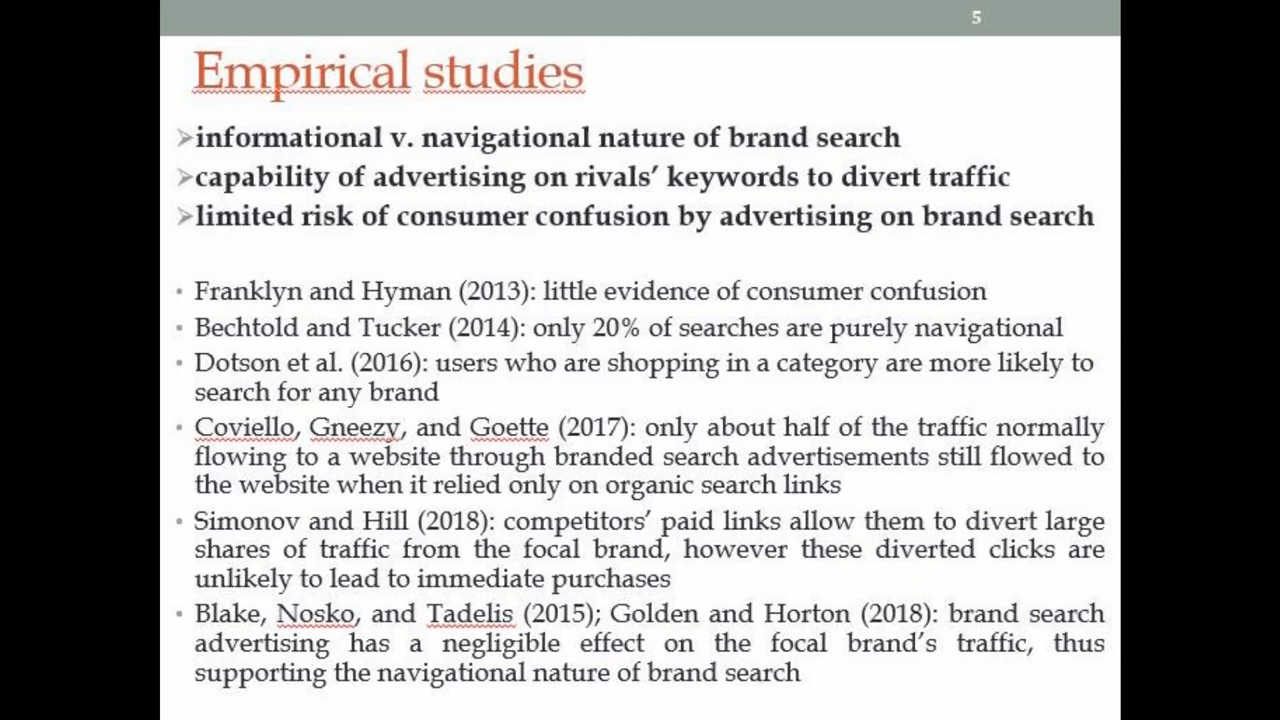 5
Empirical studies
➢informational v. navigational nature of brand search
➢capability of advertising on rivals’ keywords to divert traffic
➢limited risk of consumer confusion by advertising on brand search
• Franklyn and Hyman (2013): little evidence of consumer confusion
• Bechtold and Tucker (2014): only 20% of searches are purely navigational
• Dotson et al. (2016): users who are shopping in a category are more likely to
search for any brand
• Coviello, Gneezy, and Goette (2017): only about half of the traffic normally
flowing to a website through branded search advertisements still flowed to
the website when it relied only on organic search links
• Simonov and Hill (2018): competitors’ paid links allow them to divert large
shares of traffic from the focal brand, however these diverted clicks are
unlikely to lead to immediate purchases
• Blake, Nosko, and Tadelis (2015); Golden and Horton (2018): brand search
advertising has a negligible effect on the focal brand’s traffic, thus
supporting the navigational nature of brand search